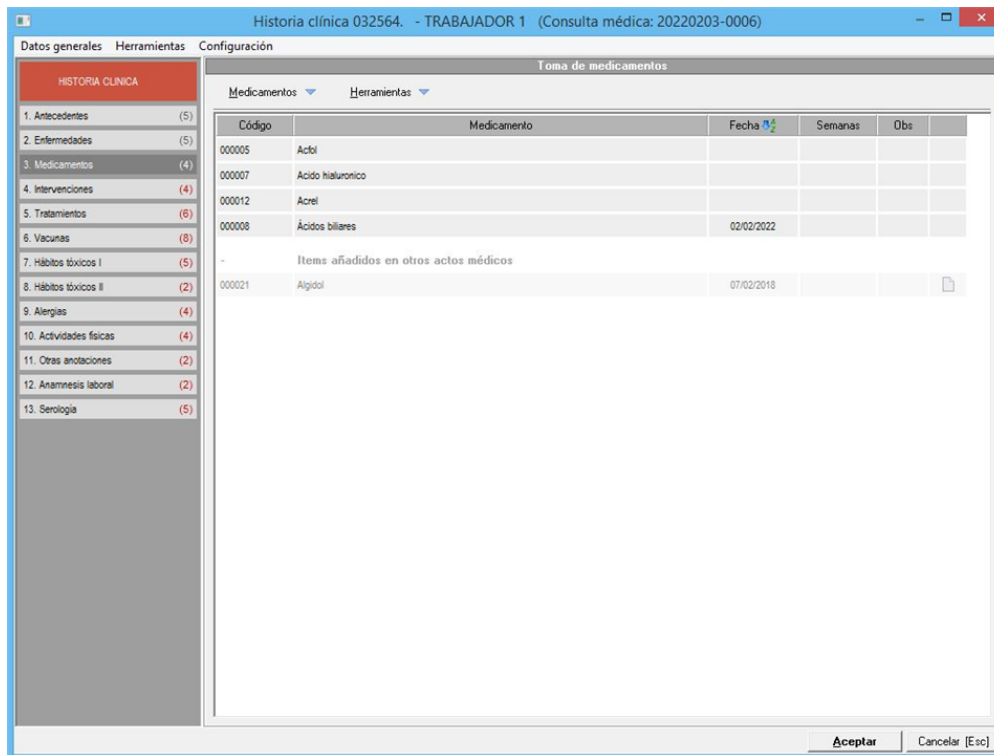 Historia clínica 032564. - TRABAJADOR 1 (Consulta médica: 20220203-0006)
Datos generales Herramientas Configuración
HISTORIA CLINICA
1. Antecedentes (5)
2. Enfermedades (5)
3. Medicamentos (4)
4. Intervenciones (4)
5. Tratamientos (6)
6. Vacunas (8)
7. Hábitos tóxicos I (5)
8. Hábitos tóxicos II (2)
9. Alergias (4)
10. Actividades físicas (4)
11. Otras anotaciones (2)
12. Anamnesis laboral (2)
13. Serología (5)
Toma de medicamentos
Medicamentos Herramientas
Código Medicamento Fecha Semanas Obs
000005 Acfol
000007 Acido hialuronico
000012 Acrel
000008 Ácidos biliares 02/02/2022
- Items añadidos en otros actos médicos
000021 Algidol 07/02/2018
Aceptar Cancelar [Esc]